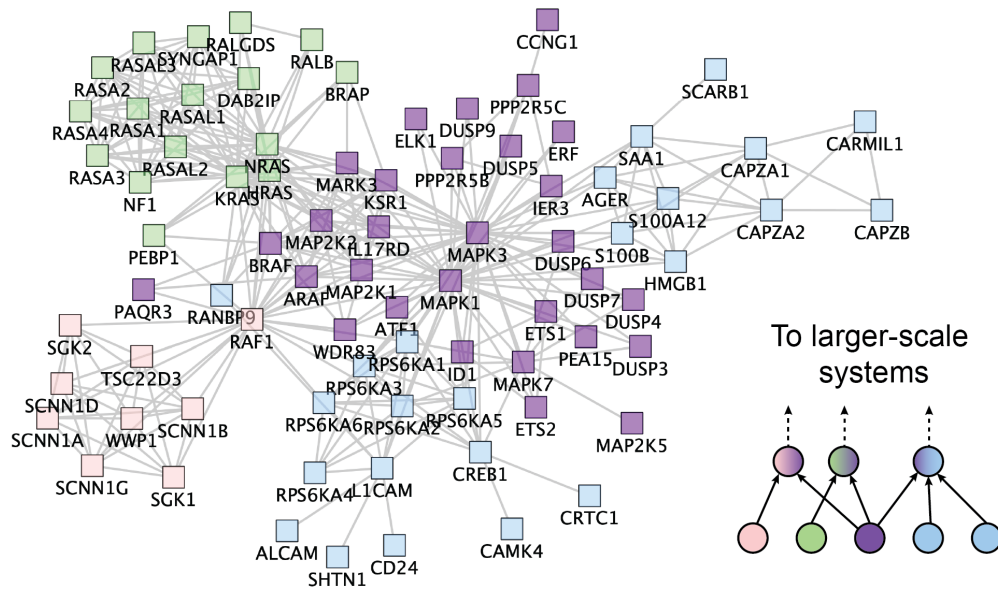 CCNG1
RALGDS
SYNGAP1
RASAL3
RALB
RASA2
BRAP
DAB2IP
SCARB1
PPP2R5C
RASAL1
RASA4
RASA1
DUSP9
ELK1
ERF
CARMIL1
SAA1
CAPZA1
DUSP5
RASAL2
NRAS
RASA3
PPP2R5B
MARK3
KSR1
HRAS
KRAS
NF1
IER3
AGER
S100A12
CAPZA2
CAPZB
MAP2K2
IL17RD
MAPK3
PEBP1
BRAF
DUSP6
S100B
HMGB1
ARAF
MAP2K1
MAPK1
DUSP7
PAQR3
RANBP9
DUSP4
RAF1
ATF1
ETS1
SGK2
WDR83
PEA15
DUSP3
To larger-scale
systems
TSC22D3
RPS6KA1
RPS6KA3
ID1
MAPK7
SCNN1D
SCNN1A
WWP1
SCNN1B
RPS6KA6
RPS6KA2
RPS6KA5
ETS2
MAP2K5
SCNN1G
SGK1
RPS6KA4
L1CAM
CREB1
CRTC1
ALCAM
SHTN1
CD24
CAMK4